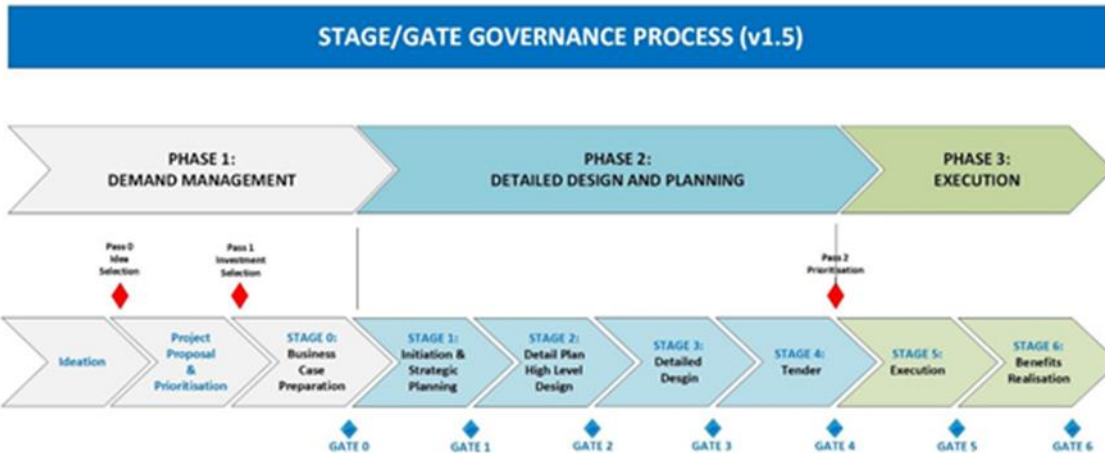 STAGE/GATE GOVERNANCE PROCESS (v1.5)
PHASE 1:
DEMAND MANAGEMENT
PHASE 2:
DETAILED DESIGN AND PLANNING
PHASE 3:
EXECUTION
Pass 0
Idea
Selection
Pass 1
Investment
Selection
Pass 2
Prioritisation
Ideation
Project
Proposal
&
Prioritisation
STAGE 0:
Business
Case
Preparation
STAGE 1:
Initiation &
Strategic
Planning
STAGE 2:
Detail Plan
High Level
Design
STAGE 3:
Detailed
Desgin
STAGE 4:
Tender
STAGE 5:
Execution
STAGE 6:
Benefits
Realisation
GATE 0
GATE 1
GATE 2
GATE 3
GATE 4
GATE 5
GATE 6